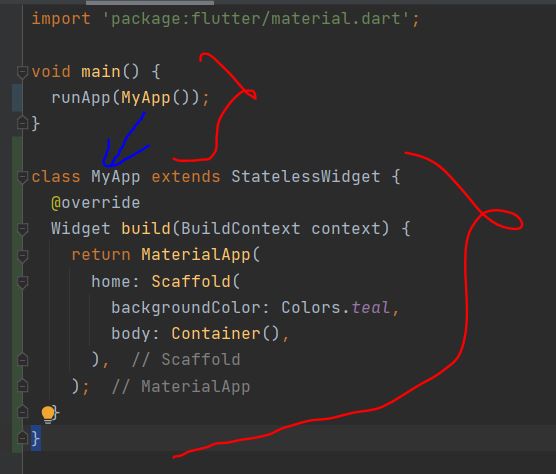 import 'package:flutter/material.dart';
void main() {
runApp(MyApp());
}
class MyApp extends StatelessWidget {
@override
Widget build(BuildContext context) {
return MaterialApp(
home: Scaffold(
backgroundColor: Colors.teal,
body: Container(),
), // Scaffold
); // MaterialApp
}
}